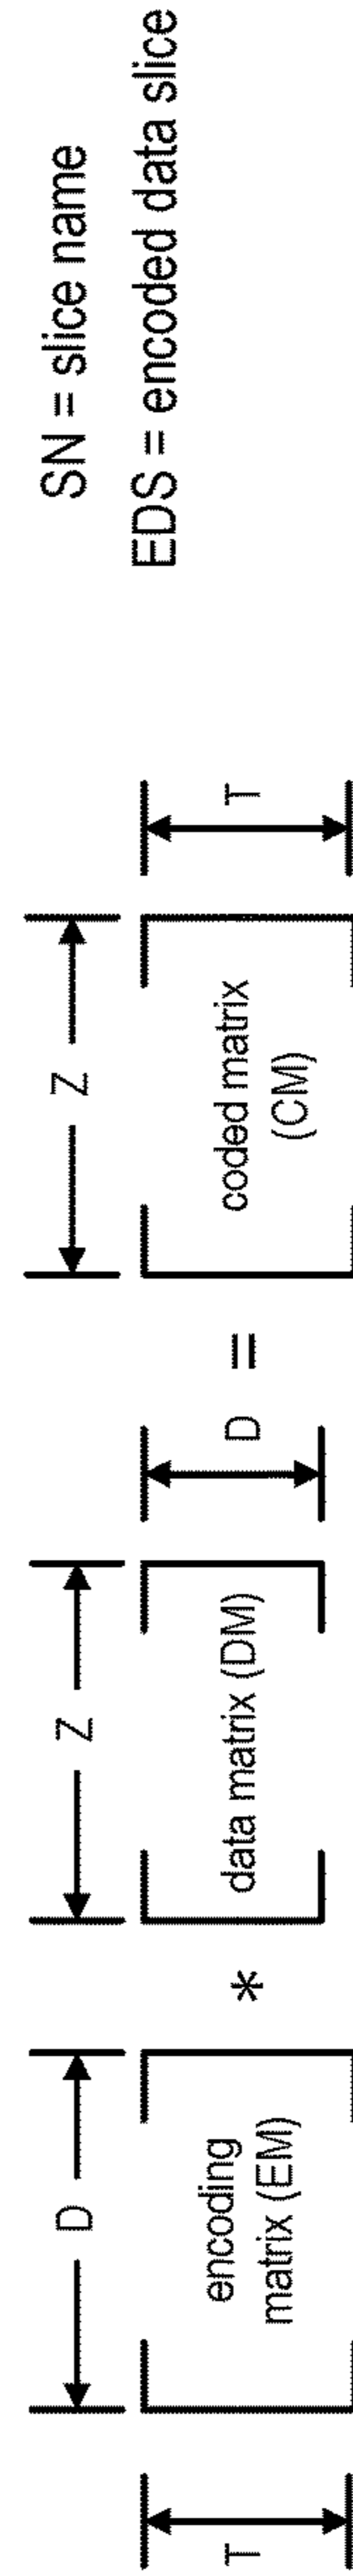 SN = slice name
EDS = encoded data slice
D
Z
Z
T
encoding
matrix (EM)
*
data matrix (DM)
D
=
coded matrix
(CM)
T